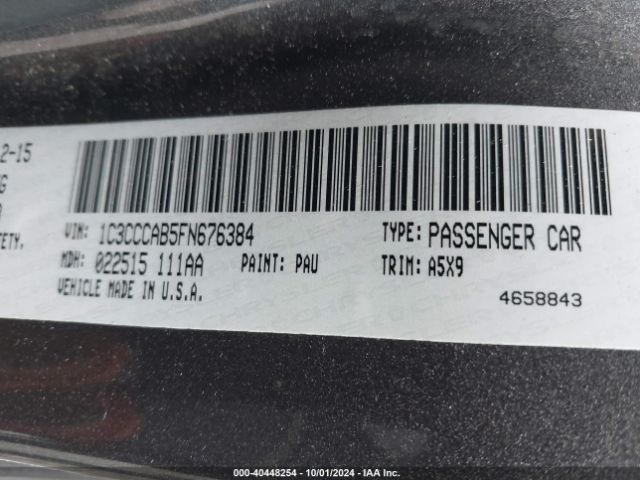 2-15
G
VIN: 1C3CCCAB5FN676384 TYPE: PASSENGER CAR
ETY.
MDH: 022515 111AA PAINT: PAU TRIM: A5X9
VEHICLE MADE IN U.S.A.
4658843
000-40448254 - 10/01/2024 - IAA Inc.